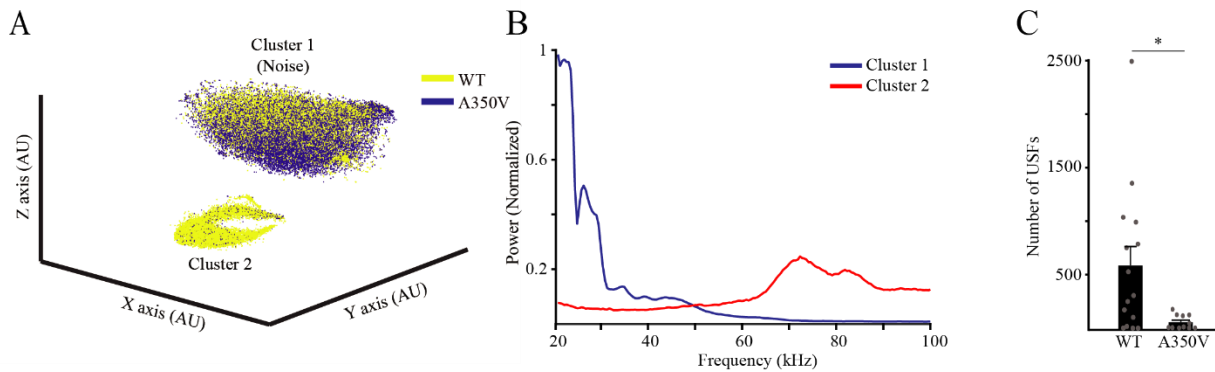 A
Cluster 1
(Noise)
WT
A350V
Z axis (AU)
Cluster 2
X axis (AU)
Y axis (AU)
B
Power (Normalized)
1
0.6
0.2
Cluster 1
Cluster 2
20
40
60
80
100
Frequency (kHz)
C
*
Number of USFs
2500
1500
500
WT
A350V